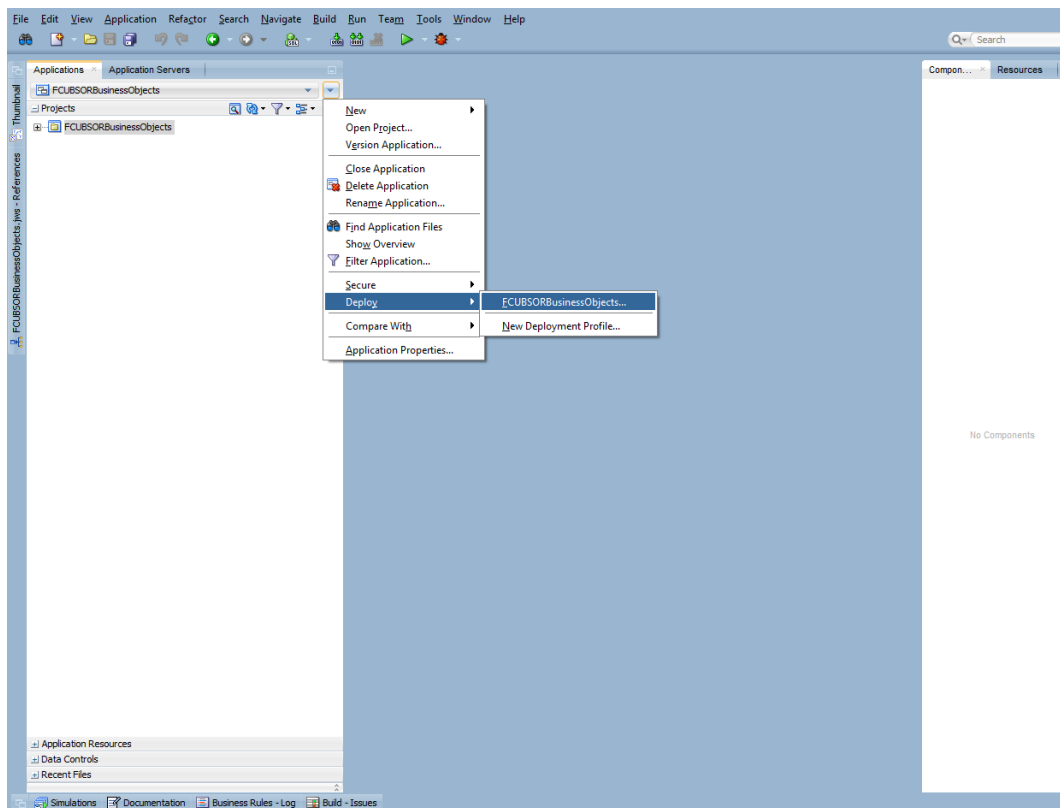 File Edit View Application Refactor Search Navigate Build Run Team Tools Window Help
Search
Applications Application Servers
Compon... Resources
FCUBSORBusinessObjects
Projects
FCUBSORBusinessObjects
New
Open Project...
Version Application...
Close Application
Delete Application
Rename Application...
Find Application Files
Show Overview
Filter Application...
Secure
Deploy
FCUBSORBusinessObjects...
Compare With
New Deployment Profile...
Application Properties...
Thumbnail
FCUBSORBusinessObjects.jws - References
No Components
Application Resources
Data Controls
Recent Files
Simulations Documentation Business Rules - Log Build - Issues